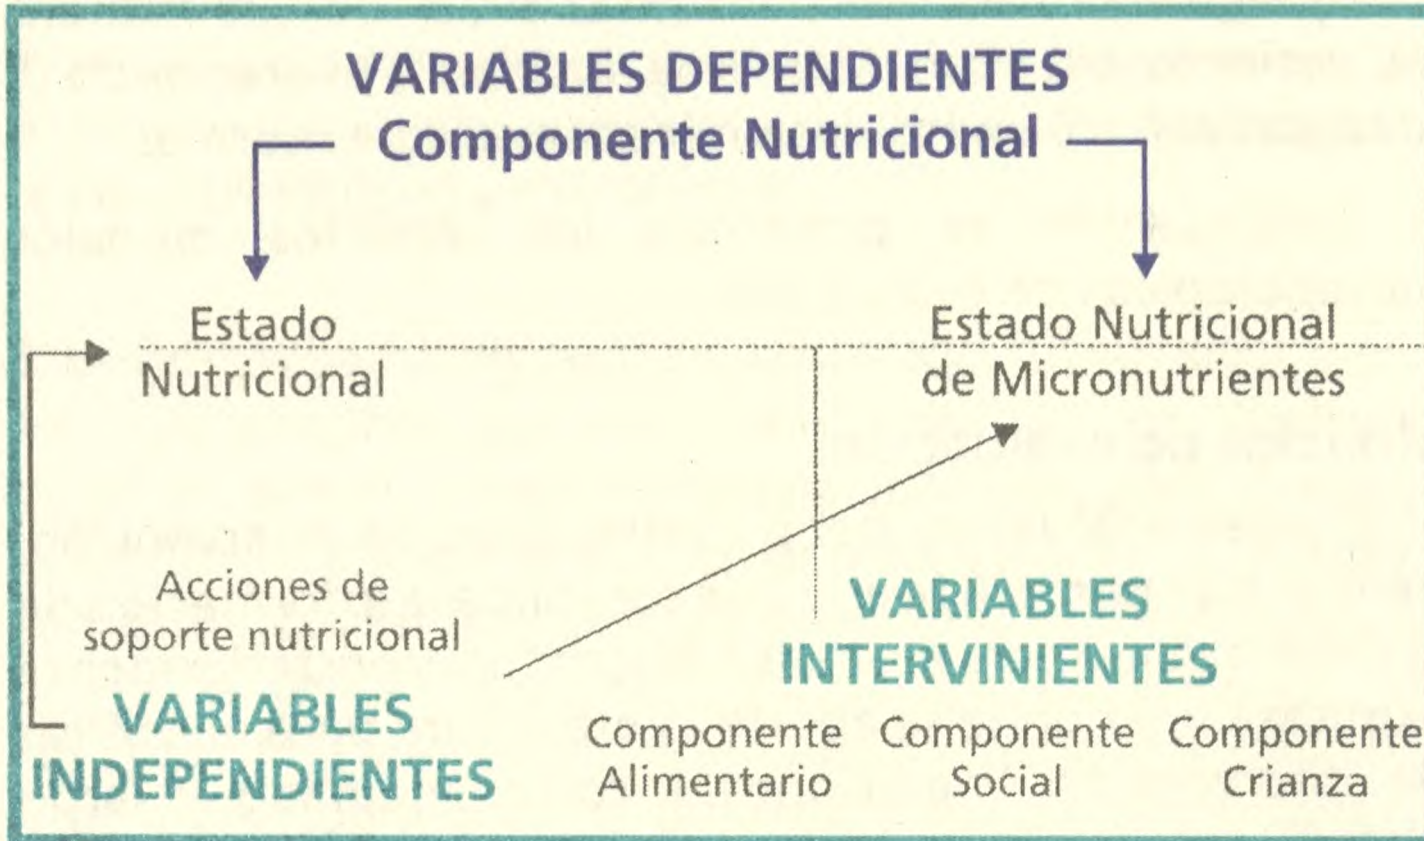 VARIABLES DEPENDIENTES
Componente Nutricional
Estado
Nutricional
Estado Nutricional
de Micronutrientes
Acciones de
soporte nutricional
VARIABLES
INDEPENDIENTES
VARIABLES
INTERVINIENTES
Componente
Alimentario
Componente
Social
Componente
Crianza